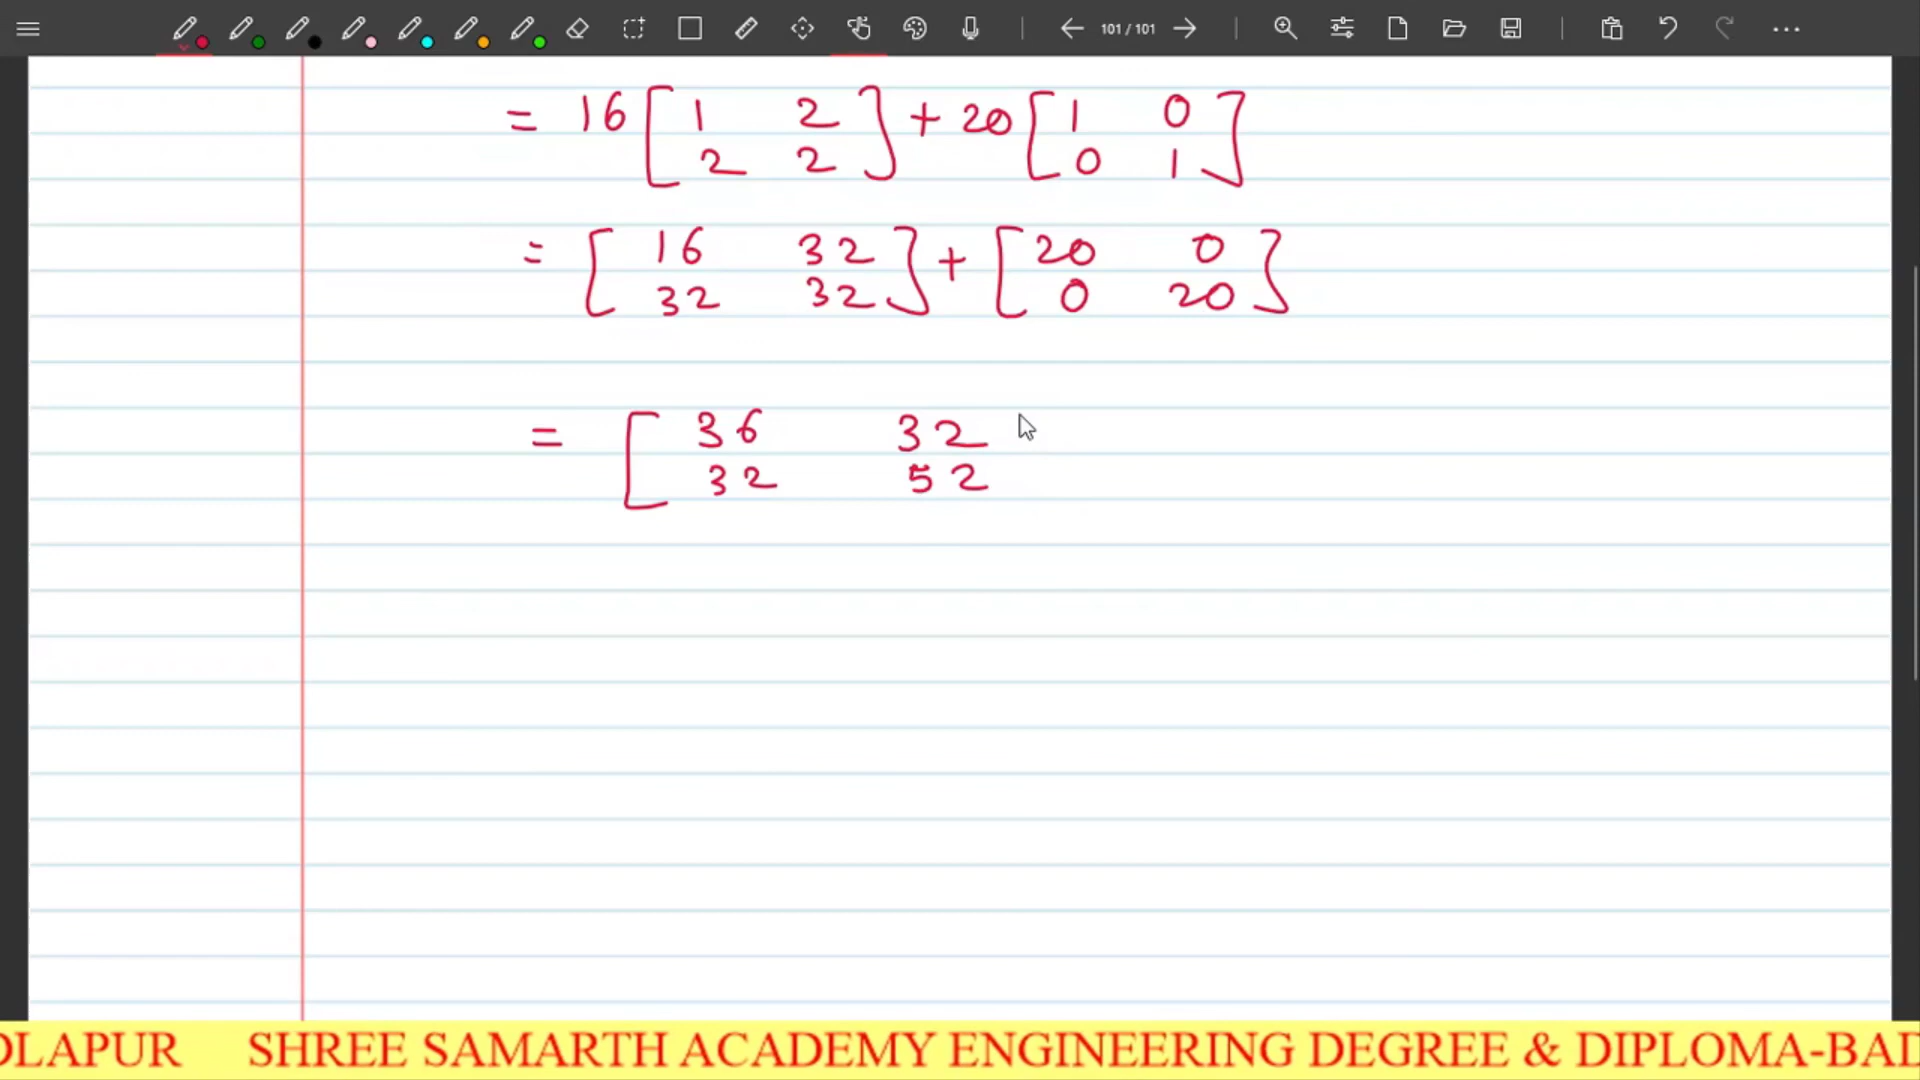 101 / 101
= 16 [ 1 2 ] + 20 [ 1 0 ]
2 2 0 1
= [ 16 32 ] + [ 20 0 ]
32 32 0 20
= [ 36 32
32 52
OLAPUR SHREE SAMARTH ACADEMY ENGINEERING DEGREE & DIPLOMA-BAD